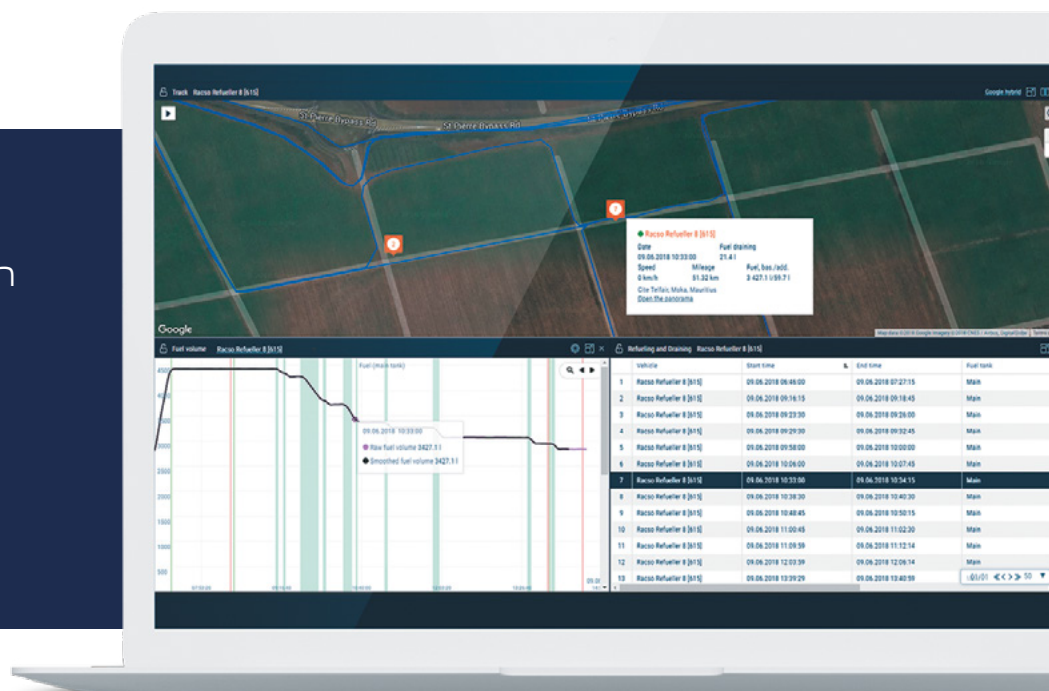 n
Track Racso Refueller 8 [615]
Google hybrid
St Pierre Bypass Rd
St Pierre Bypass Rd
St Pierre Bypass Rd
7
2
Racso Refueller 8 [615]
Date Fuel draining
09.06.2018 10:33:00 21.4 l
Speed Mileage Fuel, bas./add.
0 km/h 51.32 km 3 427.1 l/59.7 l
Cite Telfair, Moka, Mauritius
Open the panorama
Google
Fuel volume Racso Refueller 8 [615]
Fuel (main tank)
4500
4000
3500
3000
2500
2000
1500
1000
500
09.06.2018 10:33:00
Raw fuel volume 3427.1 l
Smoothed fuel volume 3427.1 l
Refueling and Draining Racso Refueller 8 [615]
Vehicle Start time End time Fuel tank
1 Racso Refueller 8 [615] 09.06.2018 06:46:00 09.06.2018 07:27:15 Main
2 Racso Refueller 8 [615] 09.06.2018 09:16:15 09.06.2018 09:18:45 Main
3 Racso Refueller 8 [615] 09.06.2018 09:23:30 09.06.2018 09:26:00 Main
4 Racso Refueller 8 [615] 09.06.2018 09:29:30 09.06.2018 09:32:45 Main
5 Racso Refueller 8 [615] 09.06.2018 09:58:00 09.06.2018 10:00:00 Main
6 Racso Refueller 8 [615] 09.06.2018 10:06:00 09.06.2018 10:07:45 Main
7 Racso Refueller 8 [615] 09.06.2018 10:33:00 09.06.2018 10:34:15 Main
8 Racso Refueller 8 [615] 09.06.2018 10:38:30 09.06.2018 10:40:30 Main
9 Racso Refueller 8 [615] 09.06.2018 10:48:45 09.06.2018 10:50:15 Main
10 Racso Refueller 8 [615] 09.06.2018 11:00:45 09.06.2018 11:02:30 Main
11 Racso Refueller 8 [615] 09.06.2018 11:09:59 09.06.2018 11:12:14 Main
12 Racso Refueller 8 [615] 09.06.2018 12:03:59 09.06.2018 12:06:14 Main
13 Racso Refueller 8 [615] 09.06.2018 13:39:29 09.06.2018 13:40:59
50